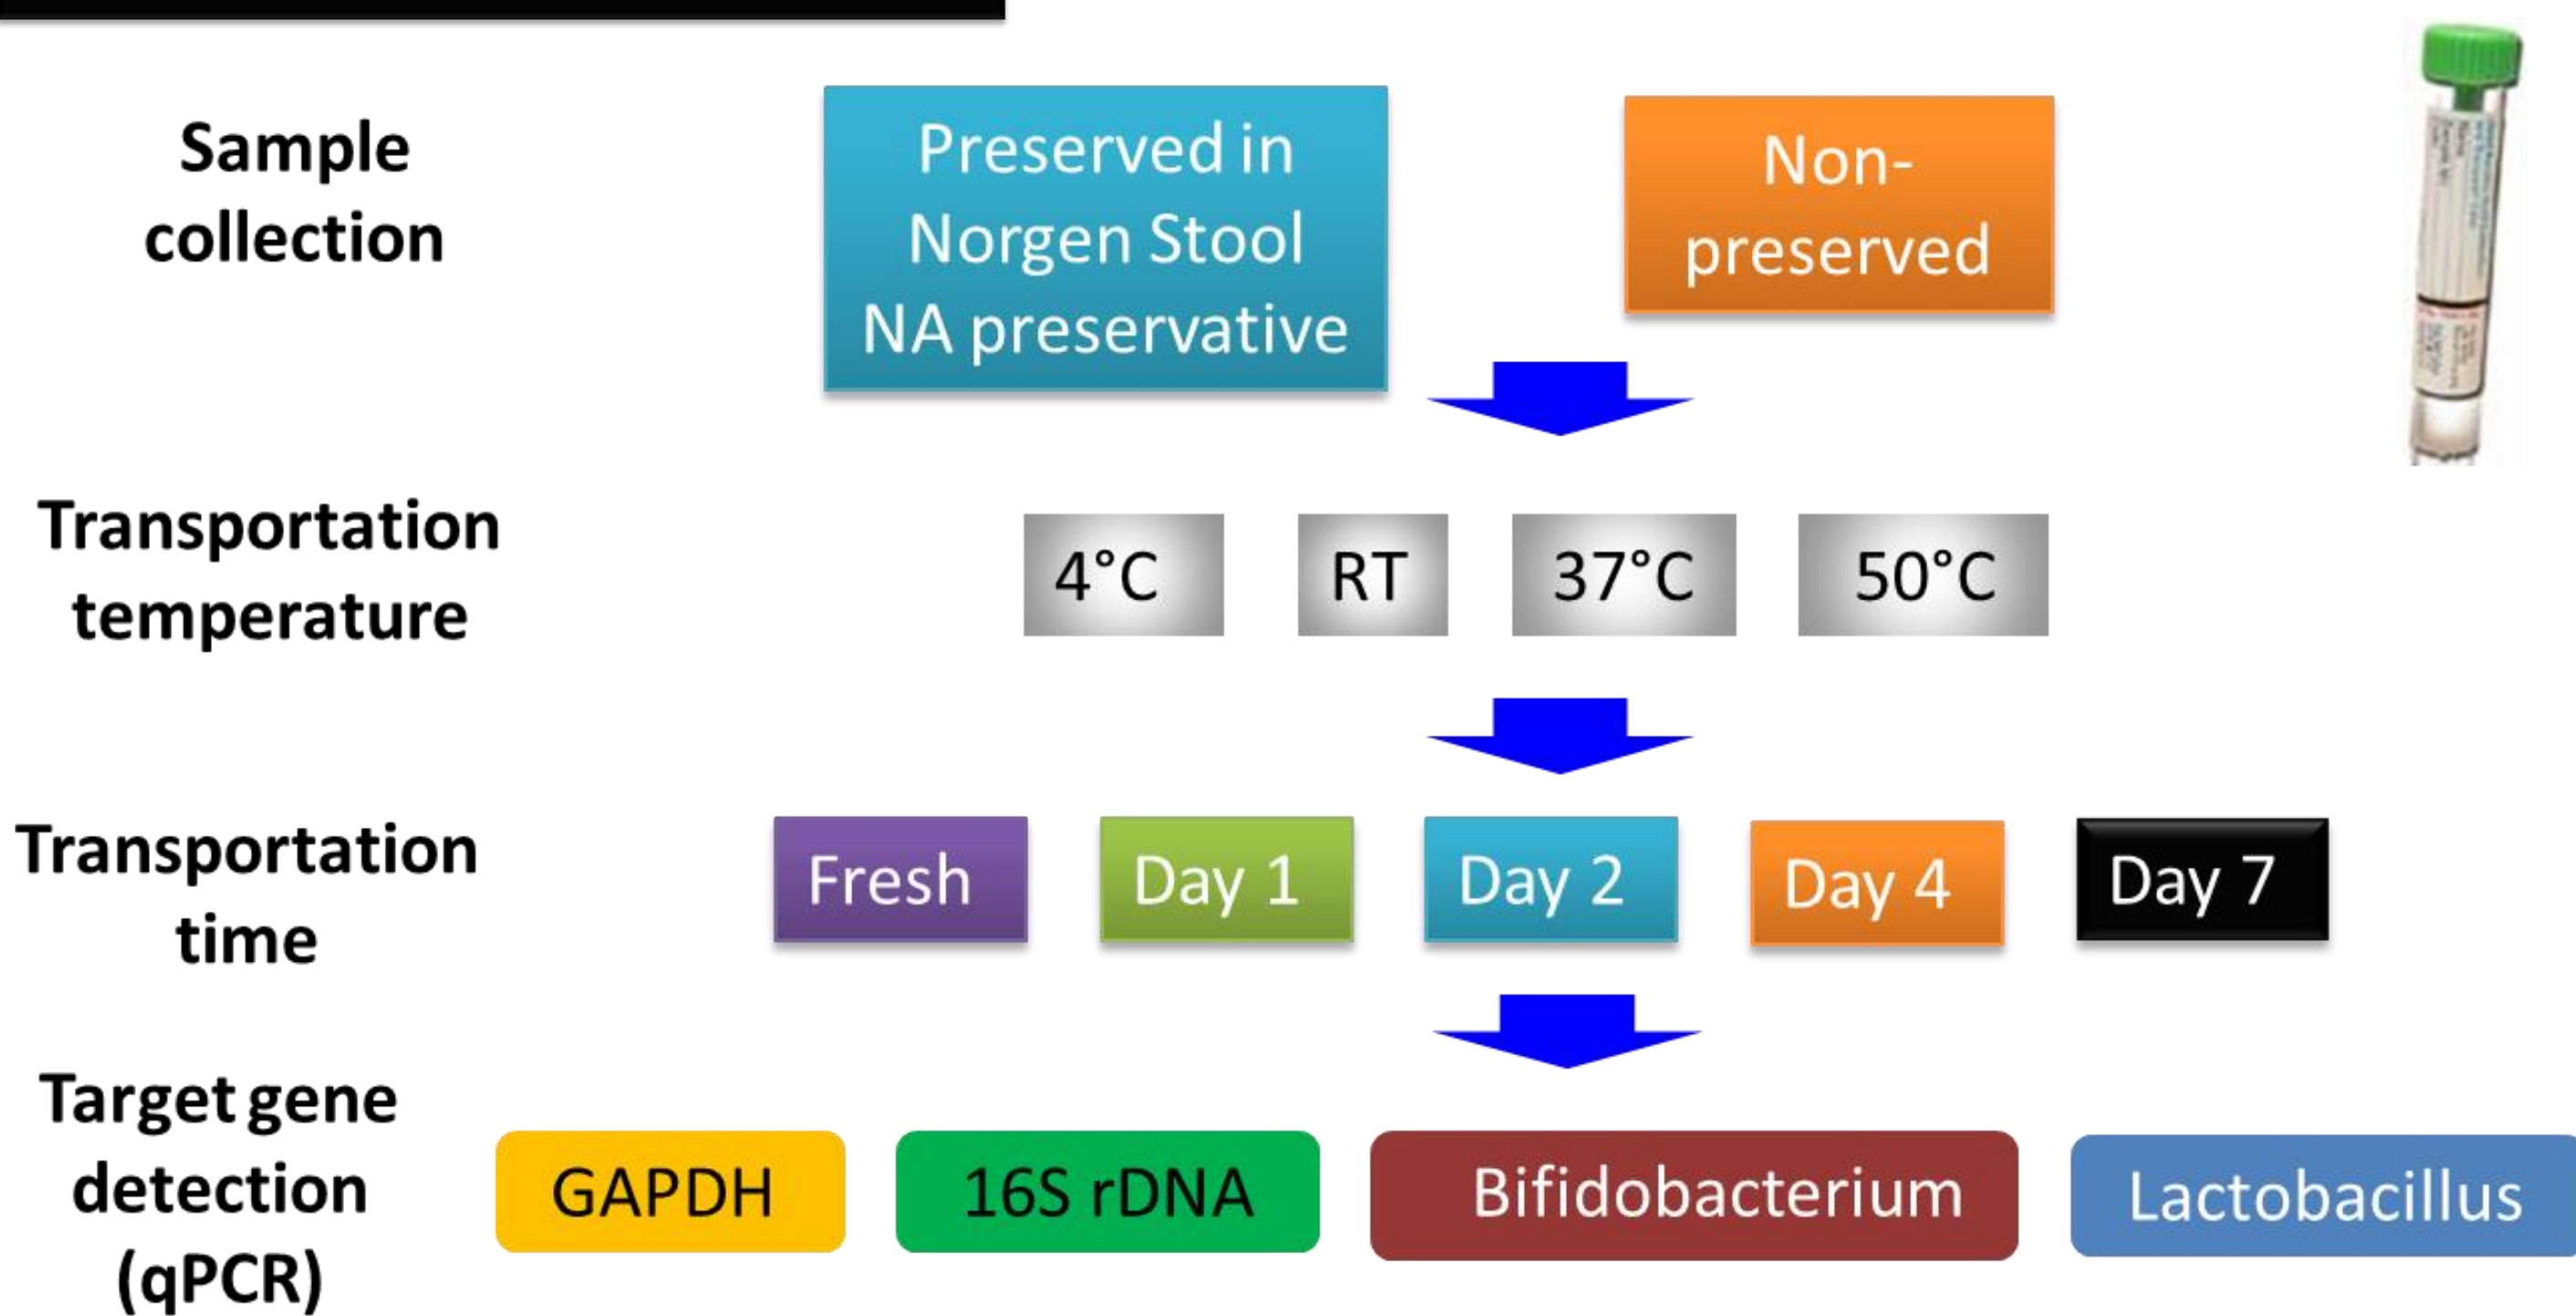 Sample
collection
Preserved in
Norgen Stool
NA preservative
Non-
preserved
Transportation
temperature
4°C
RT
37°C
50°C
Transportation
time
Fresh
Day 1
Day 2
Day 4
Day 7
Target gene
detection
(qPCR)
GAPDH
16S rDNA
Bifidobacterium
Lactobacillus